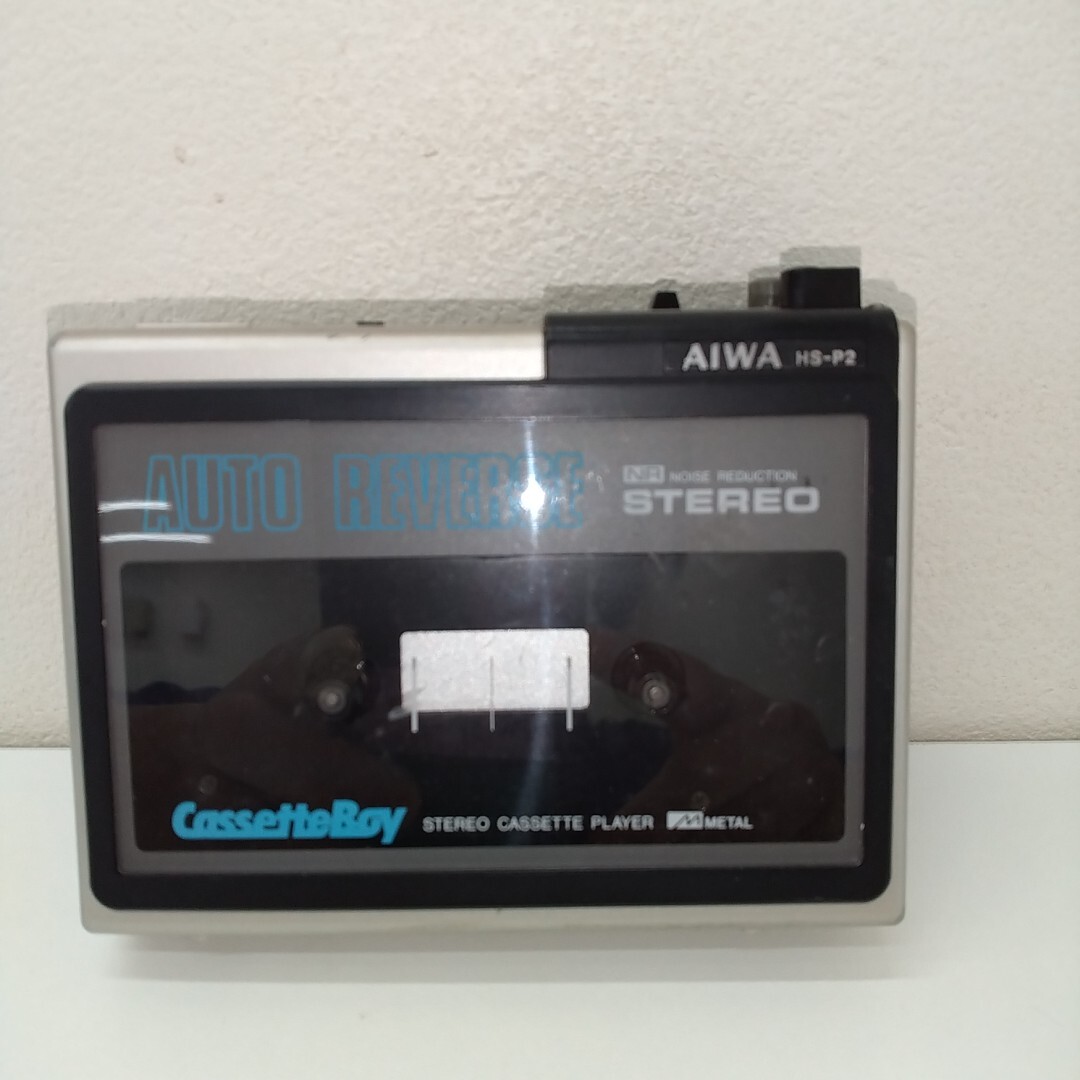 AIWA HS-P2
AUTO REVERSE
NR NOISE REDUCTION
STEREO
CassetteBoy STEREO CASSETTE PLAYER METAL